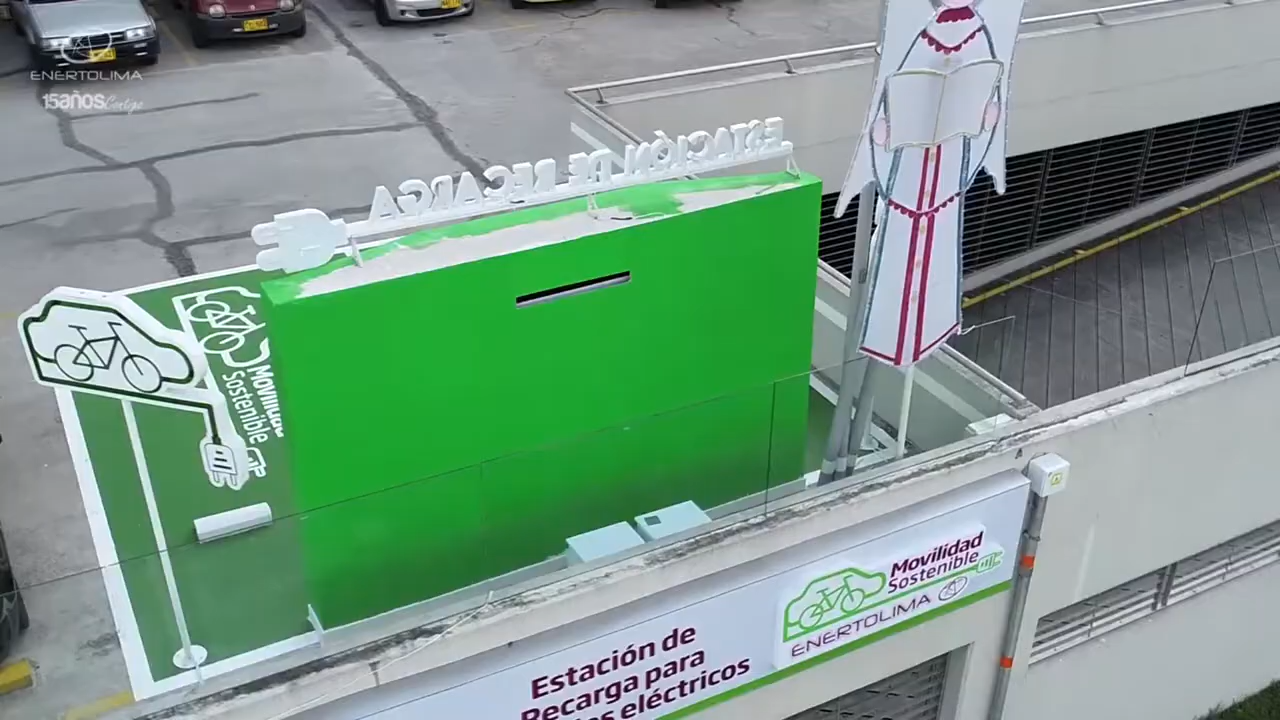 ENERTOLIMA
15años Contigo
ESTACIÓN DE RECARGA
Movilidad
Sostenible
Movilidad
Sostenible
ENERTOLIMA
Estación de
Recarga para
eléctricos